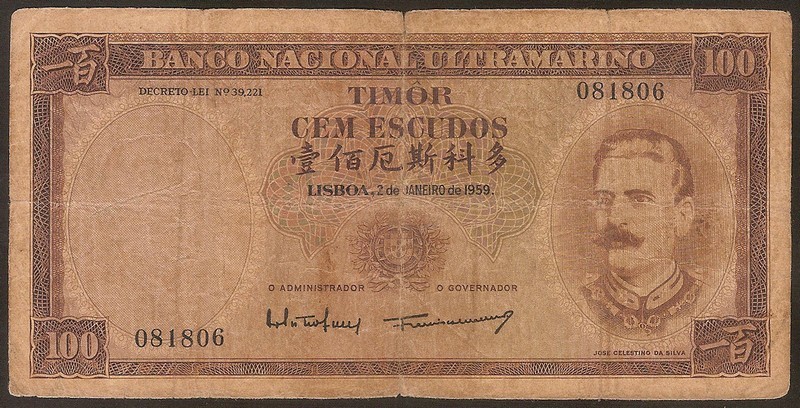 一百 BANCO NACIONAL ULTRAMARINO 100
DECRETO-LEI Nº 39,221
TIMÔR
081806
CEM ESCUDOS
壹佰厄斯科多
LISBOA, 2 de JANEIRO de 1959.
O ADMINISTRADOR O GOVERNADOR
081806
JOSE CELESTINO DA SILVA
100 一百